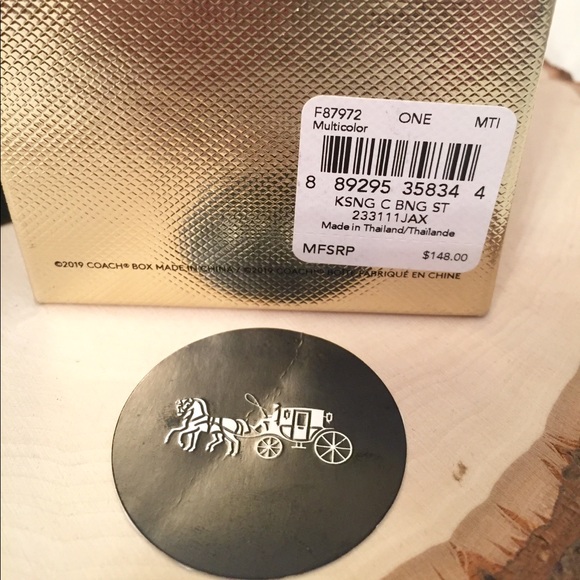 F87972 ONE MTI
Multicolor
8 89295 35834 4
KSNG C BNG ST
233111JAX
Made in Thailand/Thailande
MFSRP $148.00
©2019 COACH® BOX MADE IN CHINA / ©2019 COACH® BOÎTE FABRIQUÉ EN CHINE